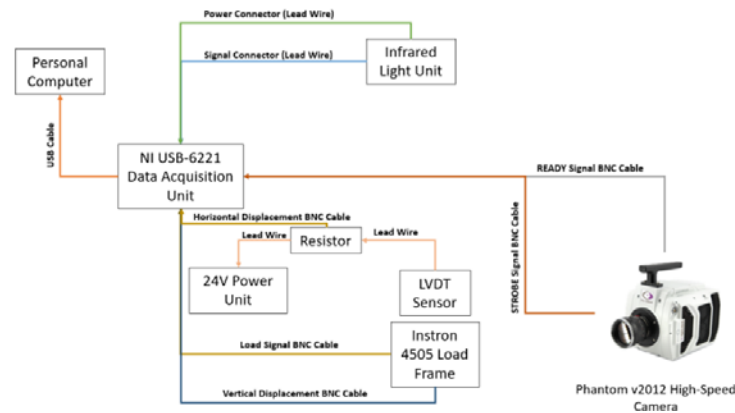 Power Connector (Lead Wire)
Signal Connector (Lead Wire)
Infrared
Light Unit
Personal
Computer
USB Cable
NI USB-6221
Data Acquisition
Unit
READY Signal BNC Cable
STROBE Signal BNC Cable
Horizontal Displacement BNC Cable
Lead Wire
Resistor
Lead Wire
24V Power
Unit
LVDT
Sensor
Load Signal BNC Cable
Instron
4505 Load
Frame
Vertical Displacement BNC Cable
Phantom v2012 High-Speed
Camera